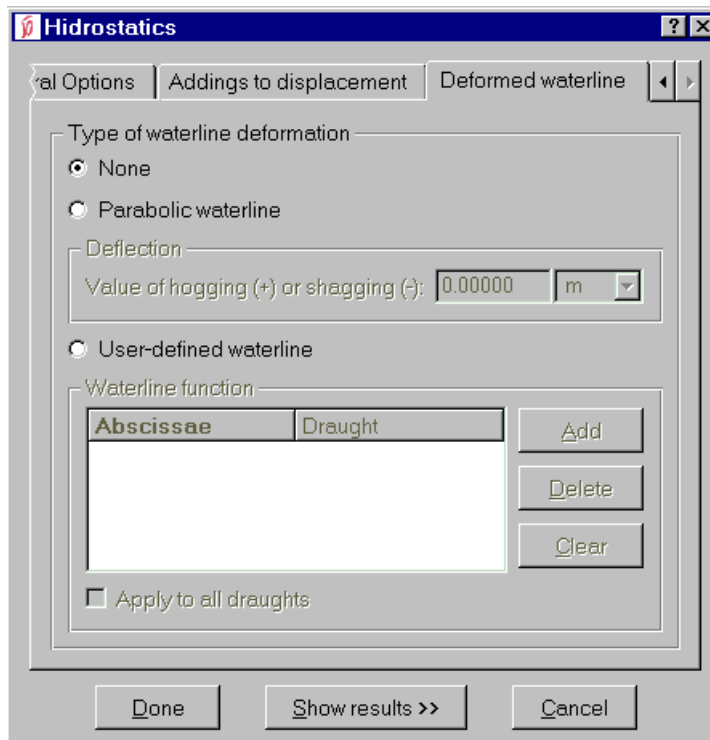 Hidrostatics
ral Options Addings to displacement Deformed waterline
Type of waterline deformation
None
Parabolic waterline
Deflection
Value of hogging (+) or shagging (-): 0.00000 m
User-defined waterline
Waterline function
Abscissae Draught
Add
Delete
Clear
Apply to all draughts
Done Show results >> Cancel